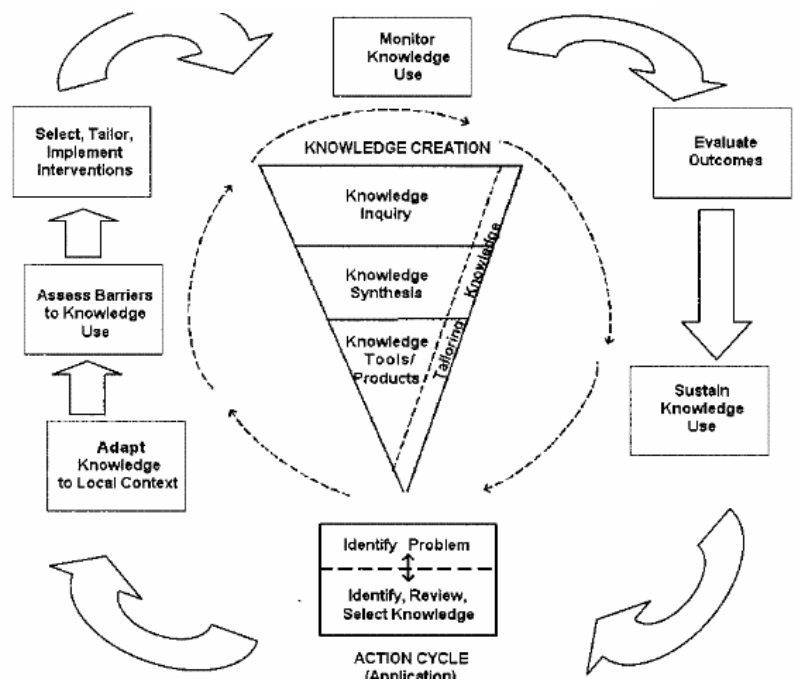 Monitor
Knowledge
Use
Select, Tailor,
Implement
Interventions
Evaluate
Outcomes
KNOWLEDGE CREATION
Knowledge
Inquiry
Knowledge
Synthesis
Knowledge
Tools/
Products
Tailoring Knowledge
Assess Barriers
to Knowledge
Use
Sustain
Knowledge
Use
Adapt
Knowledge
to Local Context
Identify Problem
Identify, Review,
Select Knowledge
ACTION CYCLE
(Application)